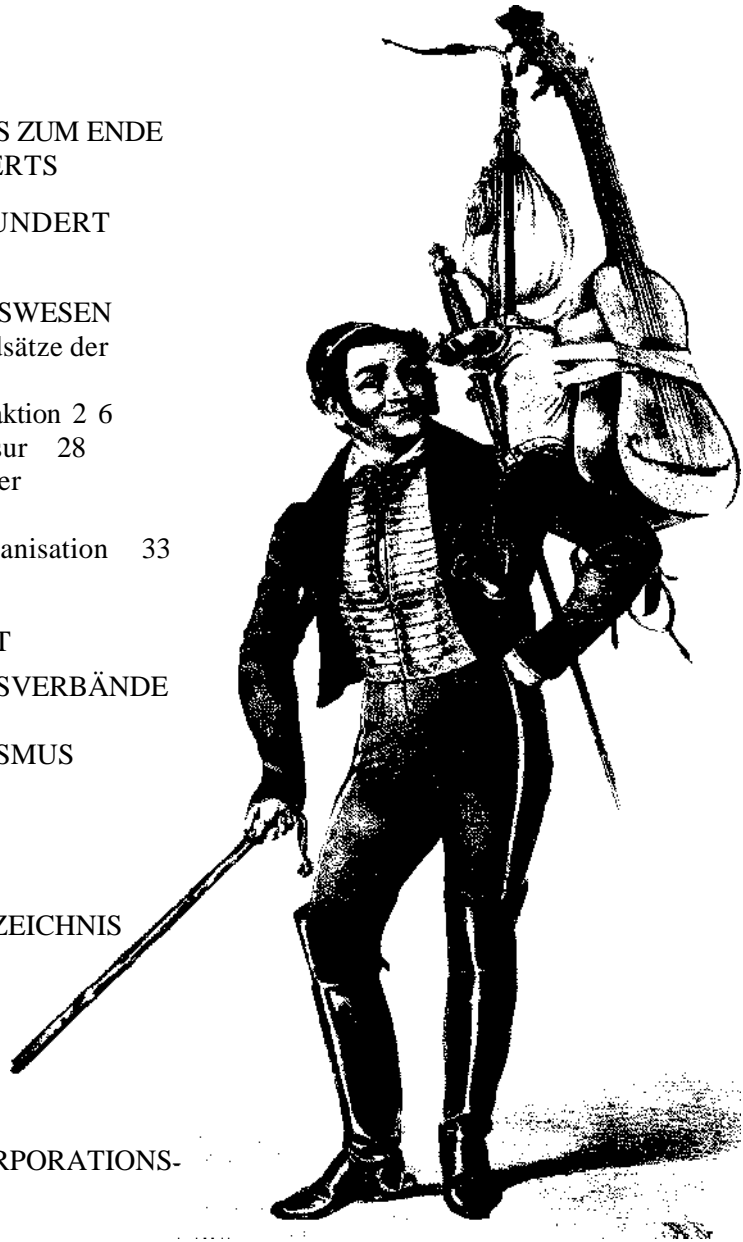 S ZUM ENDE
ERTS
UNDERT
SWESEN
dsätze der
aktion 2 6
sur 28
er
anisation 33
T
SVERBÄNDE
SMUS
ZEICHNIS
RPORATIONS-